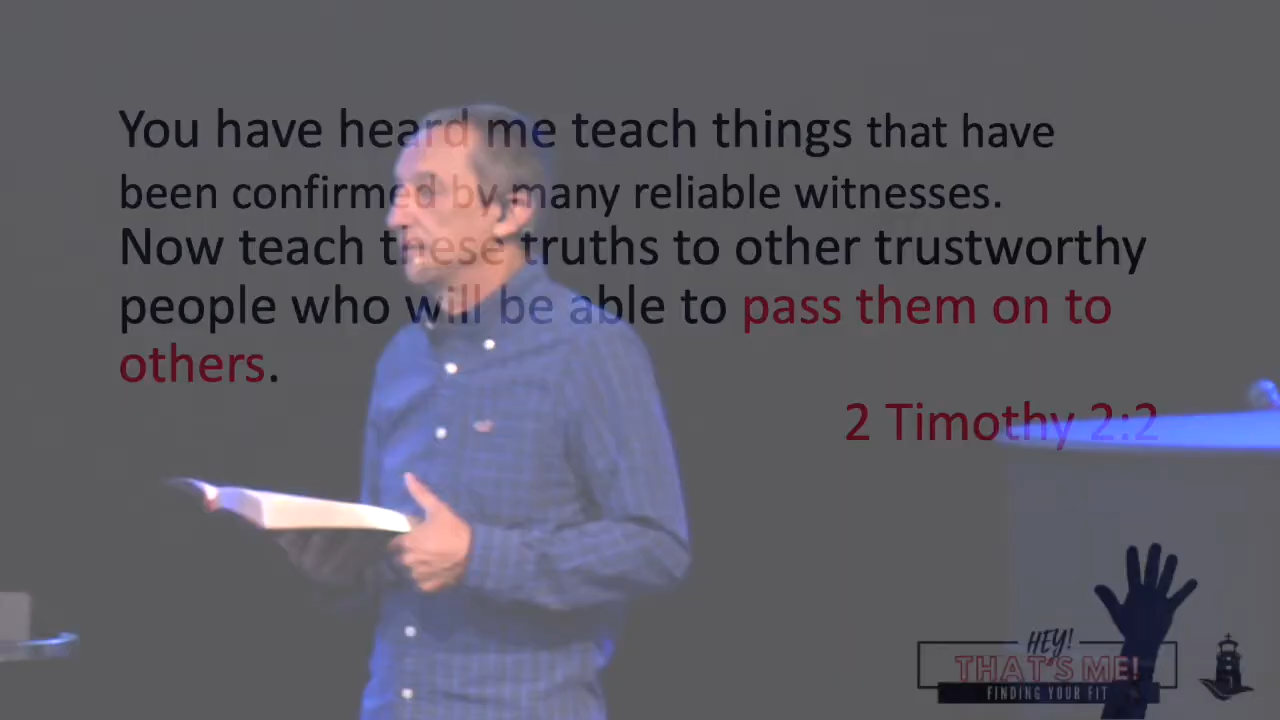 You have heard me teach things that have
been confirmed by many reliable witnesses.
Now teach these truths to other trustworthy
people who will be able to pass them on to
others.
2 Timothy 2:2
HEY!
THAT'S ME!
FINDING YOUR FIT